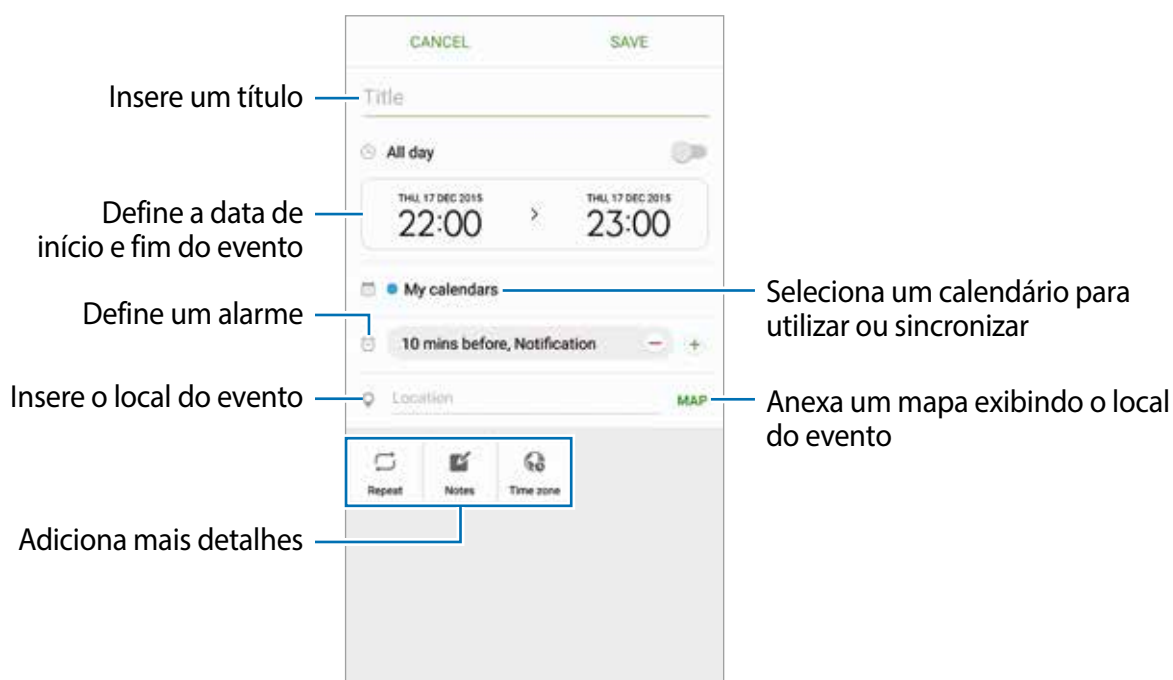 CANCEL SAVE
Insere um título
Title
All day
Define a data de
início e fim do evento
THU, 17 DEC 2015
22:00
>
THU, 17 DEC 2015
23:00
My calendars
Seleciona um calendário para
utilizar ou sincronizar
Define um alarme
10 mins before, Notification
Insere o local do evento
Location
MAP
Anexa um mapa exibindo o local
do evento
Repeat Notes Time zone
Adiciona mais detalhes